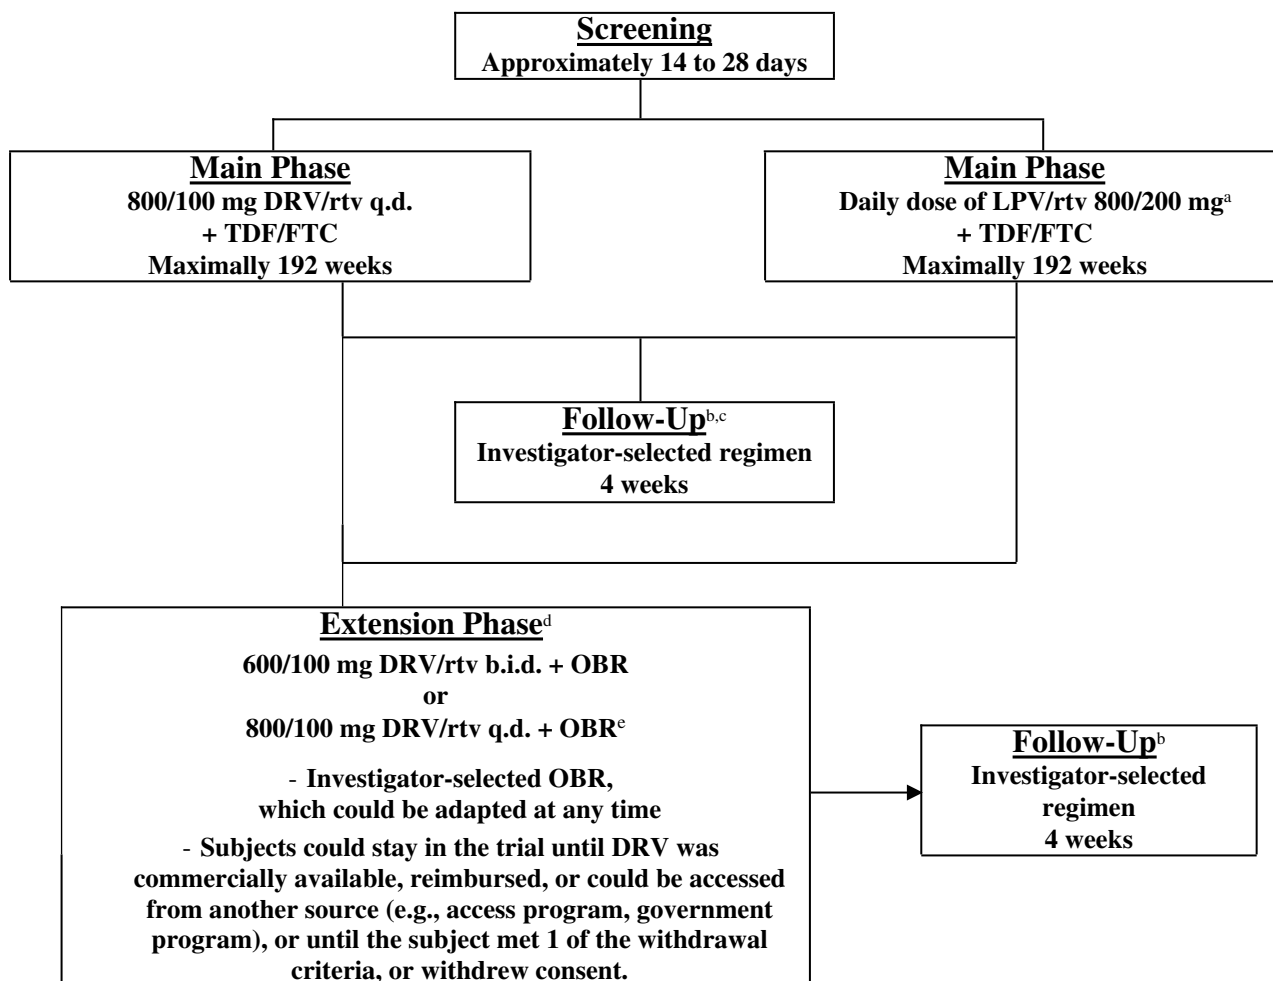 Screening
Approximately 14 to 28 days
Main Phase
800/100 mg DRV/rtv q.d.
+ TDF/FTC
Maximally 192 weeks
Main Phase
Daily dose of LPV/rtv 800/200 mgᵃ
+ TDF/FTC
Maximally 192 weeks
Follow-Upᵇ,ᶜ
Investigator-selected regimen
4 weeks
Extension Phaseᵈ
600/100 mg DRV/rtv b.i.d. + OBR
or
800/100 mg DRV/rtv q.d. + OBRᵉ
- Investigator-selected OBR,
which could be adapted at any time
- Subjects could stay in the trial until DRV was
commercially available, reimbursed, or could be accessed
from another source (e.g., access program, government
program), or until the subject met 1 of the withdrawal
criteria, or withdrew consent.
Follow-Upᵇ
Investigator-selected
regimen
4 weeks